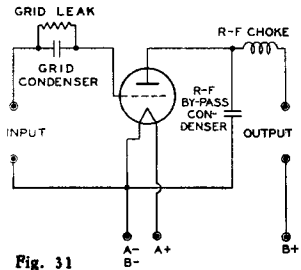 GRID LEAK
GRID
CONDENSER
R-F CHOKE
R-F
BY-PASS
CON-
DENSER
INPUT
OUTPUT
A-
B-
A+
B+
Fig. 31